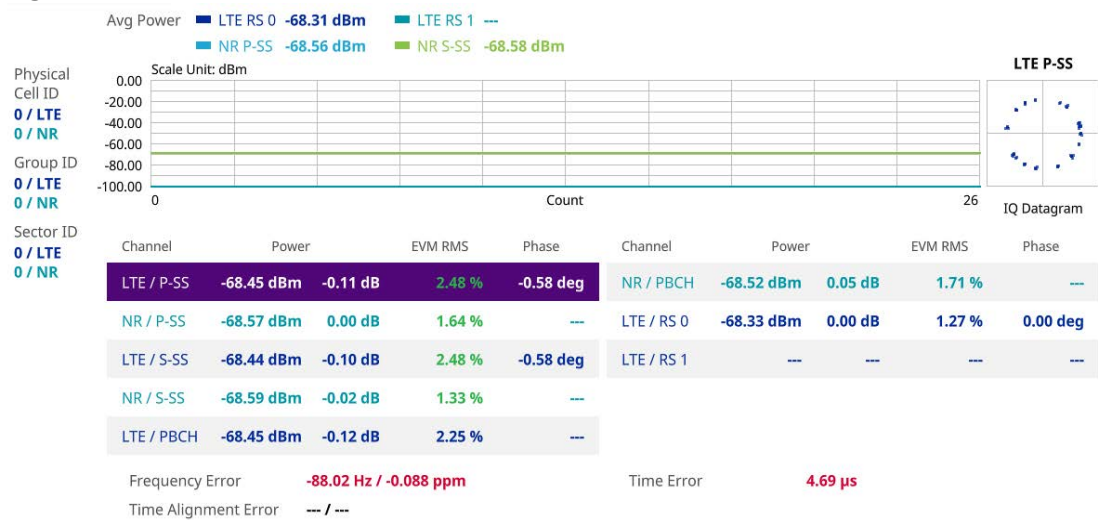 Avg Power LTE RS 0 -68.31 dBm LTE RS 1 ---
NR P-SS -68.56 dBm NR S-SS -68.58 dBm
Physical
Cell ID
0 / LTE
0 / NR
Group ID
0 / LTE
0 / NR
Sector ID
0 / LTE
0 / NR
Scale Unit: dBm
0.00
-20.00
-40.00
-60.00
-80.00
-100.00
0 Count 26
LTE P-SS
IQ Datagram
Channel Power EVM RMS Phase
LTE / P-SS -68.45 dBm -0.11 dB 2.48 % -0.58 deg
NR / P-SS -68.57 dBm 0.00 dB 1.64 % ---
LTE / S-SS -68.44 dBm -0.10 dB 2.48 % -0.58 deg
NR / S-SS -68.59 dBm -0.02 dB 1.33 % ---
LTE / PBCH -68.45 dBm -0.12 dB 2.25 % ---
Channel Power EVM RMS Phase
NR / PBCH -68.52 dBm 0.05 dB 1.71 % ---
LTE / RS 0 -68.33 dBm 0.00 dB 1.27 % 0.00 deg
LTE / RS 1 --- --- --- ---
Frequency Error -88.02 Hz / -0.088 ppm Time Error 4.69 µs
Time Alignment Error --- / ---